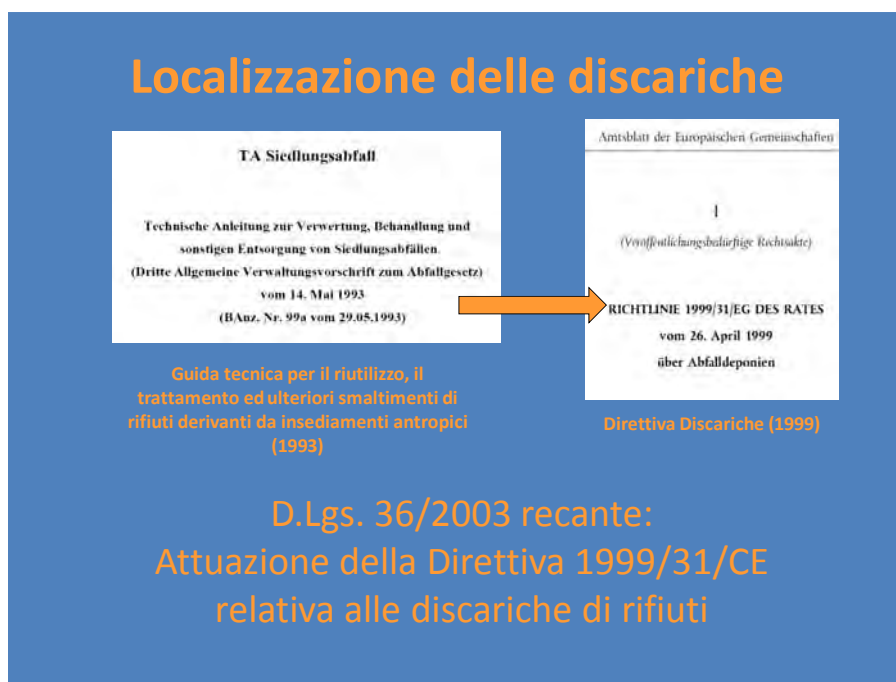 Localizzazione delle discariche
TA Siedlungsabfall
Technische Anleitung zur Verwertung, Behandlung und
sonstigen Entsorgung von Siedlungsabfällen.
(Dritte Allgemeine Verwaltungsvorschrift zum Abfallgesetz)
vom 14. Mai 1993
(BAnz. Nr. 99a vom 29.05.1993)
Guida tecnica per il riutilizzo, il
trattamento ed ulteriori smaltimenti di
rifiuti derivanti da insediamenti antropici
(1993)
Amtsblatt der Europäischen Gemeinschaften
I
(Veröffentlichungsbedürftige Rechtsakte)
RICHTLINIE 1999/31/EG DES RATES
vom 26. April 1999
über Abfalldeponien
Direttiva Discariche (1999)
D.Lgs. 36/2003 recante:
Attuazione della Direttiva 1999/31/CE
relativa alle discariche di rifiuti